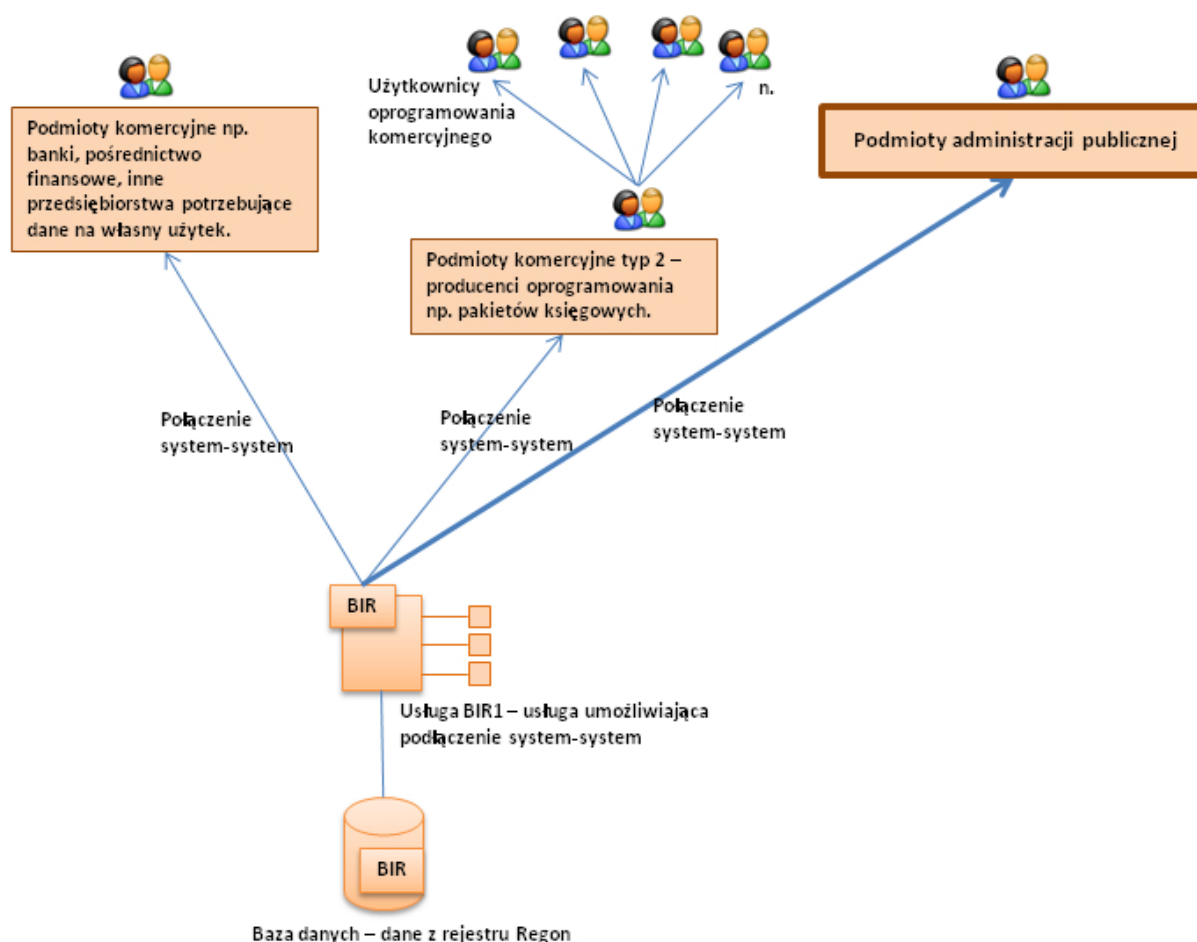 Użytkownicy
oprogramowania
komercyjnego
n.
Podmioty komercyjne np.
banki, pośrednictwo
finansowe, inne
przedsiębiorstwa potrzebujące
dane na własny użytek.
Podmioty administracji publicznej
Podmioty komercyjne typ 2 –
producenci oprogramowania
np. pakietów księgowych.
Połączenie
system-system
Połączenie
system-system
Połączenie
system-system
BIR
Usługa BIR1 – usługa umożliwiająca
podłączenie system-system
BIR
Baza danych – dane z rejestru Regon